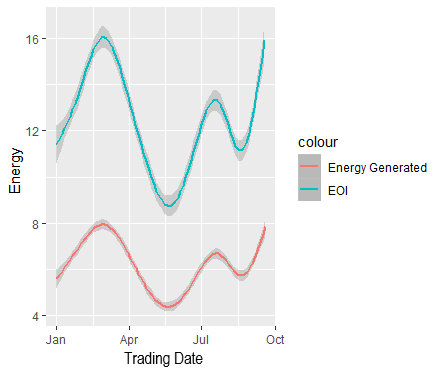 16
12
8
4
Energy
Jan
Apr
Jul
Oct
Trading Date
colour
Energy Generated
EOI